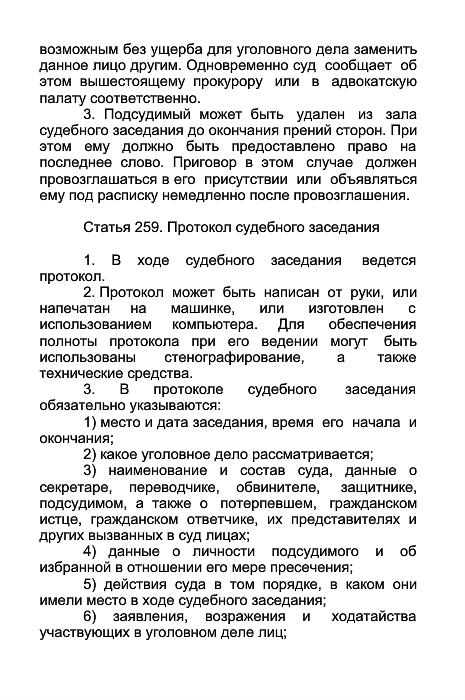 возможным без ущерба для уголовного дела заменить
данное лицо другим. Одновременно суд сообщает об
этом вышестоящему прокурору или в адвокатскую
палату соответственно.
3. Подсудимый может быть удален из зала
судебного заседания до окончания прений сторон. При
этом ему должно быть предоставлено право на
последнее слово. Приговор в этом случае должен
провозглашаться в его присутствии или объявляться
ему под расписку немедленно после провозглашения.
Статья 259. Протокол судебного заседания
1. В ходе судебного заседания ведется
протокол.
2. Протокол может быть написан от руки, или
напечатан на машинке, или изготовлен с
использованием компьютера. Для обеспечения
полноты протокола при его ведении могут быть
использованы стенографирование, а также
технические средства.
3. В протоколе судебного заседания
обязательно указываются:
1) место и дата заседания, время его начала и
окончания;
2) какое уголовное дело рассматривается;
3) наименование и состав суда, данные о
секретаре, переводчике, обвинителе, защитнике,
подсудимом, а также о потерпевшем, гражданском
истце, гражданском ответчике, их представителях и
других вызванных в суд лицах;
4) данные о личности подсудимого и об
избранной в отношении его мере пресечения;
5) действия суда в том порядке, в каком они
имели место в ходе судебного заседания;
6) заявления, возражения и ходатайства
участвующих в уголовном деле лиц;